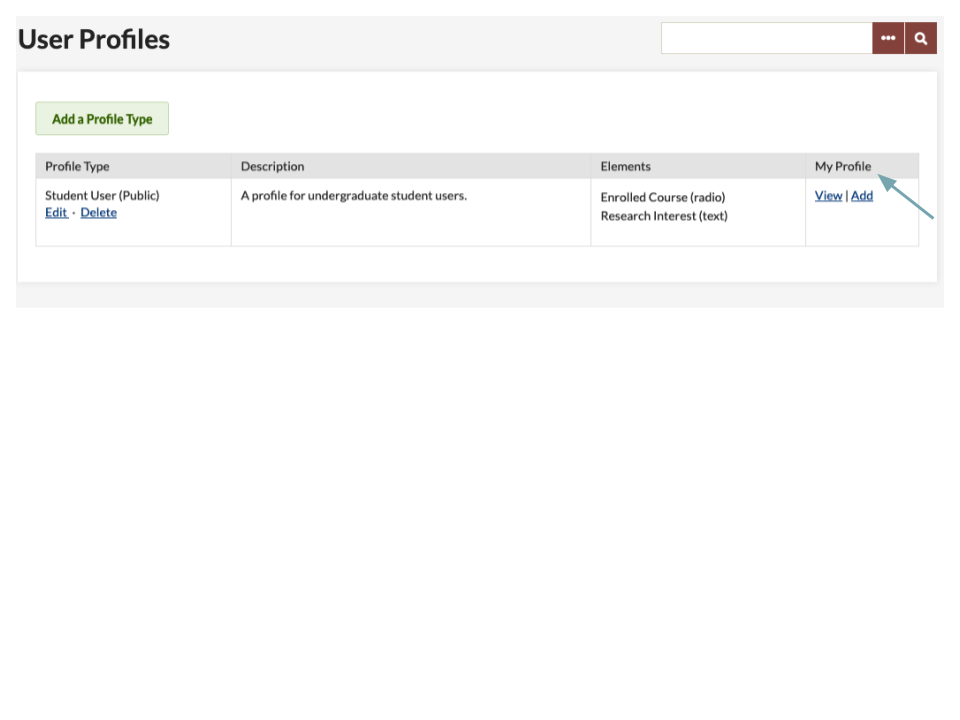 User Profiles
Add a Profile Type
Profile Type Description Elements My Profile
Student User (Public) A profile for undergraduate student users. Enrolled Course (radio) View | Add
Edit · Delete Research Interest (text)